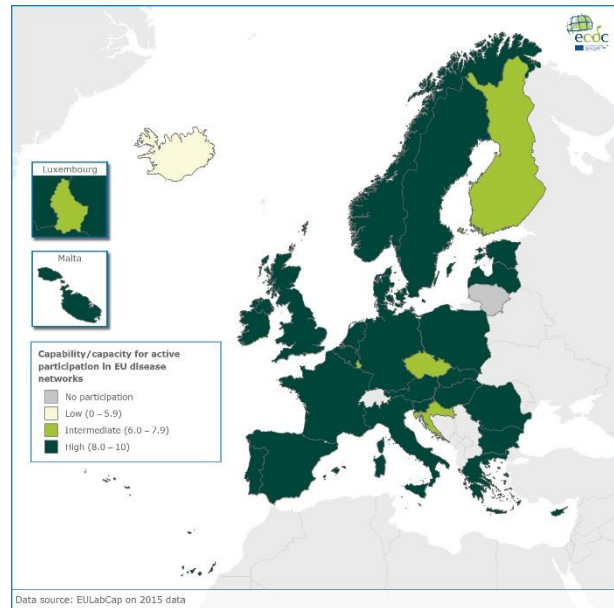 ecdc
Luxembourg
Malta
Capability/capacity for active
participation in EU disease
networks
No participation
Low (0 – 5.9)
Intermediate (6.0 – 7.9)
High (8.0 – 10)
Data source: EULabCap on 2015 data